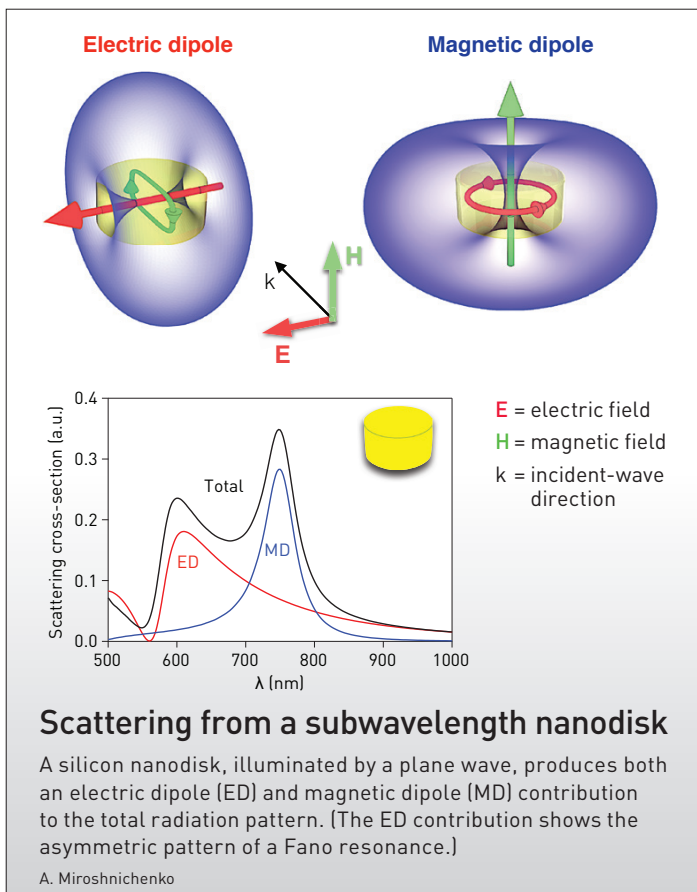 Electric dipole
Magnetic dipole
H
k
E
0.4
0.3
0.2
0.1
0.0
Scattering cross-section (a.u.)
Total
ED
MD
500
600
700
800
900
1000
λ (nm)
E = electric field
H = magnetic field
k = incident-wave
direction
Scattering from a subwavelength nanodisk
A silicon nanodisk, illuminated by a plane wave, produces both
an electric dipole (ED) and magnetic dipole (MD) contribution
to the total radiation pattern. (The ED contribution shows the
asymmetric pattern of a Fano resonance.)
A. Miroshnichenko